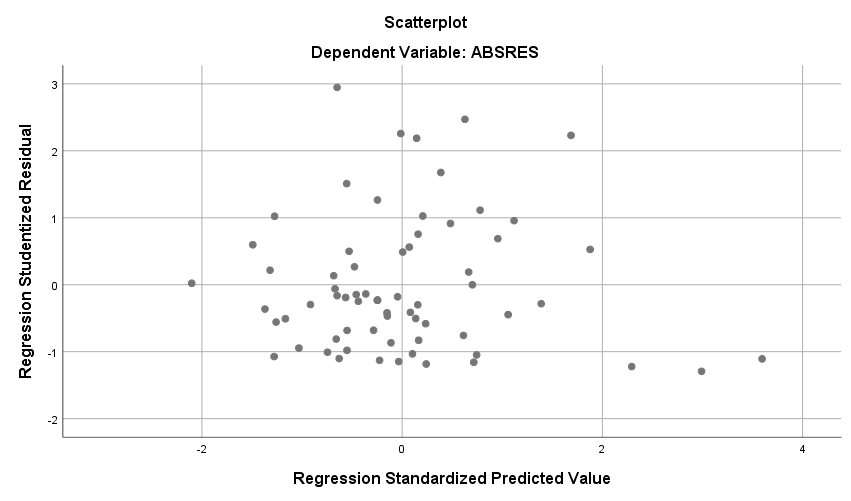 Scatterplot
Dependent Variable: ABSRES
Regression Studentized Residual
3
2
1
0
-1
-2
-2
0
2
4
Regression Standardized Predicted Value